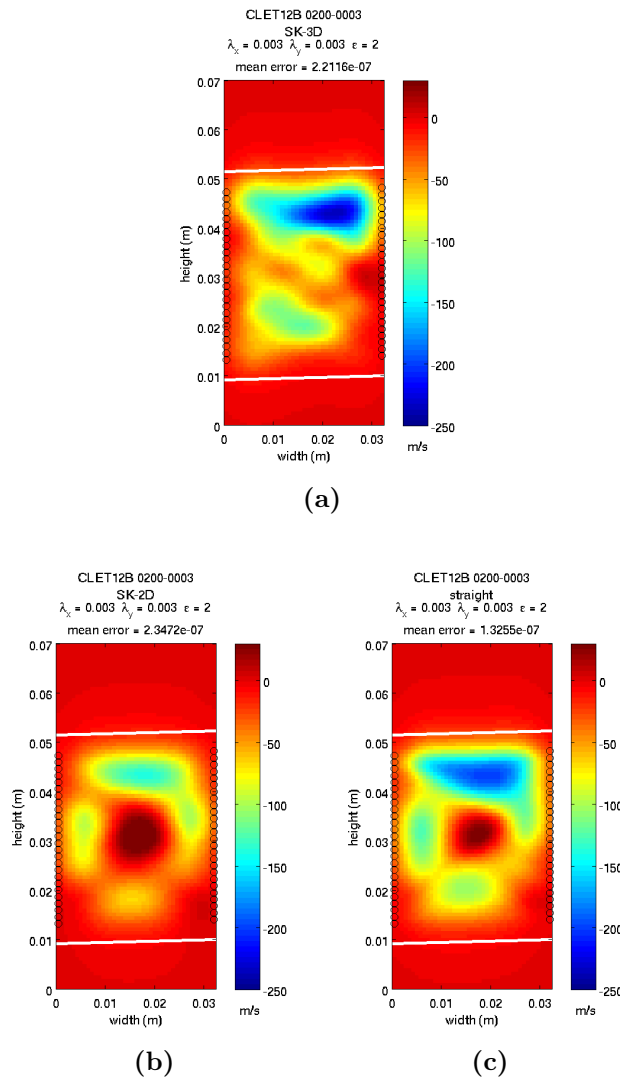 CLET12B 0200-0003
SK-3D
λx = 0.003 λy = 0.003 ε = 2
mean error = 2.2116e-07
0.07
0.06
0.05
0.04
0.03
0.02
0.01
0
height (m)
0 0.01 0.02 0.03
width (m)
0
-50
-100
-150
-200
-250
m/s
(a)
CLET12B 0200-0003
SK-2D
λx = 0.003 λy = 0.003 ε = 2
mean error = 2.3472e-07
0.07
0.06
0.05
0.04
0.03
0.02
0.01
0
height (m)
0 0.01 0.02 0.03
width (m)
0
-50
-100
-150
-200
-250
m/s
(b)
CLET12B 0200-0003
straight
λx = 0.003 λy = 0.003 ε = 2
mean error = 1.3255e-07
0.07
0.06
0.05
0.04
0.03
0.02
0.01
0
height (m)
0 0.01 0.02 0.03
width (m)
0
-50
-100
-150
-200
-250
m/s
(c)